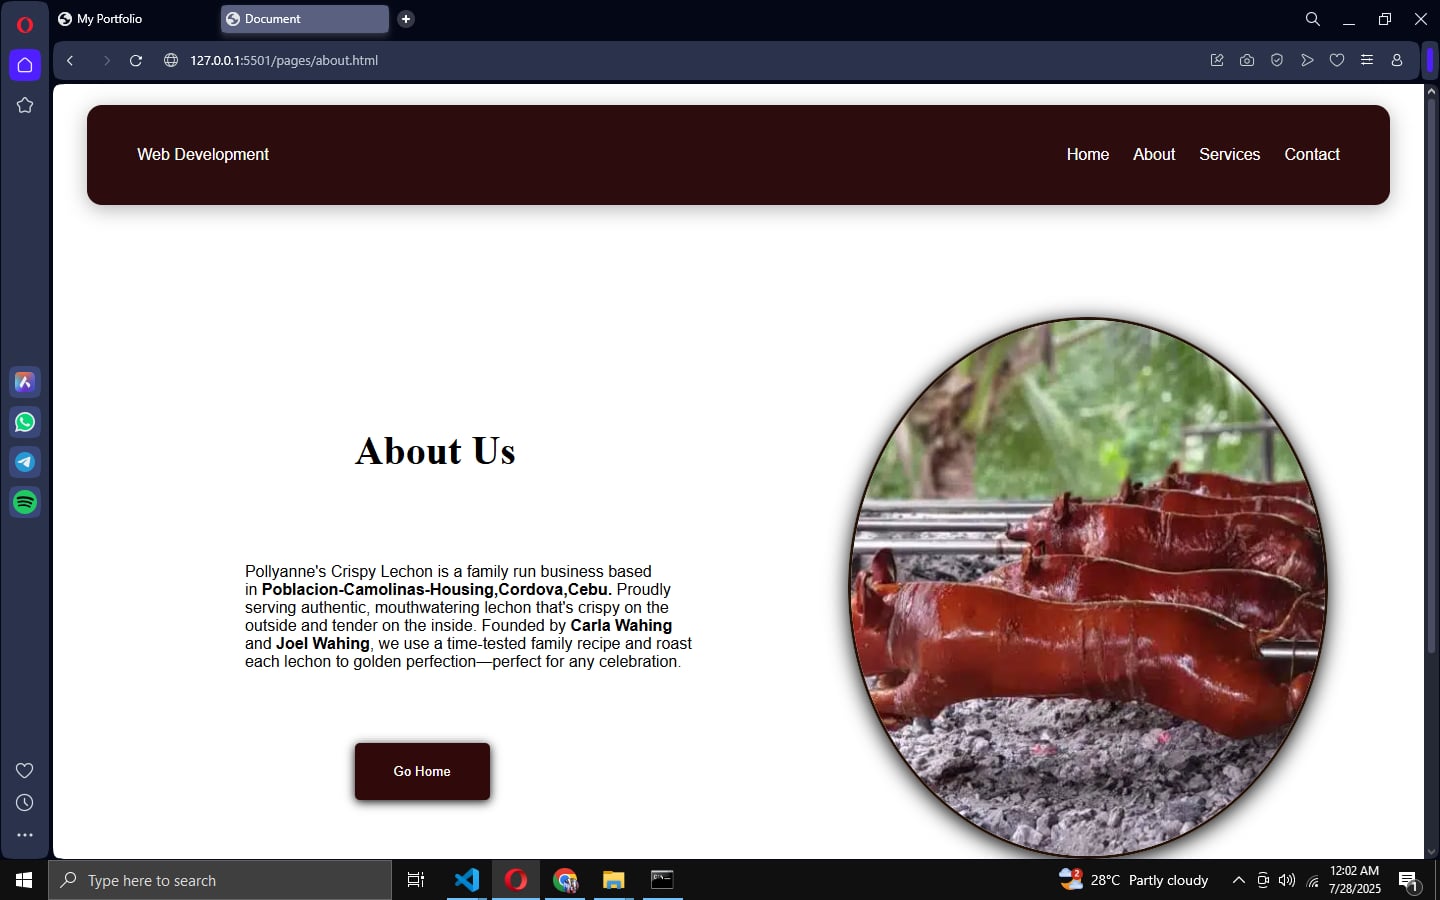 My Portfolio
Document
127.0.0.1:5501/pages/about.html
Web Development
Home About Services Contact
About Us
Pollyanne's Crispy Lechon is a family run business based
in Poblacion-Camolinas-Housing,Cordova,Cebu. Proudly
serving authentic, mouthwatering lechon that's crispy on the
outside and tender on the inside. Founded by Carla Wahing
and Joel Wahing, we use a time-tested family recipe and roast
each lechon to golden perfection—perfect for any celebration.
Go Home
Type here to search
2
28°C Partly cloudy
12:02 AM
7/28/2025
1